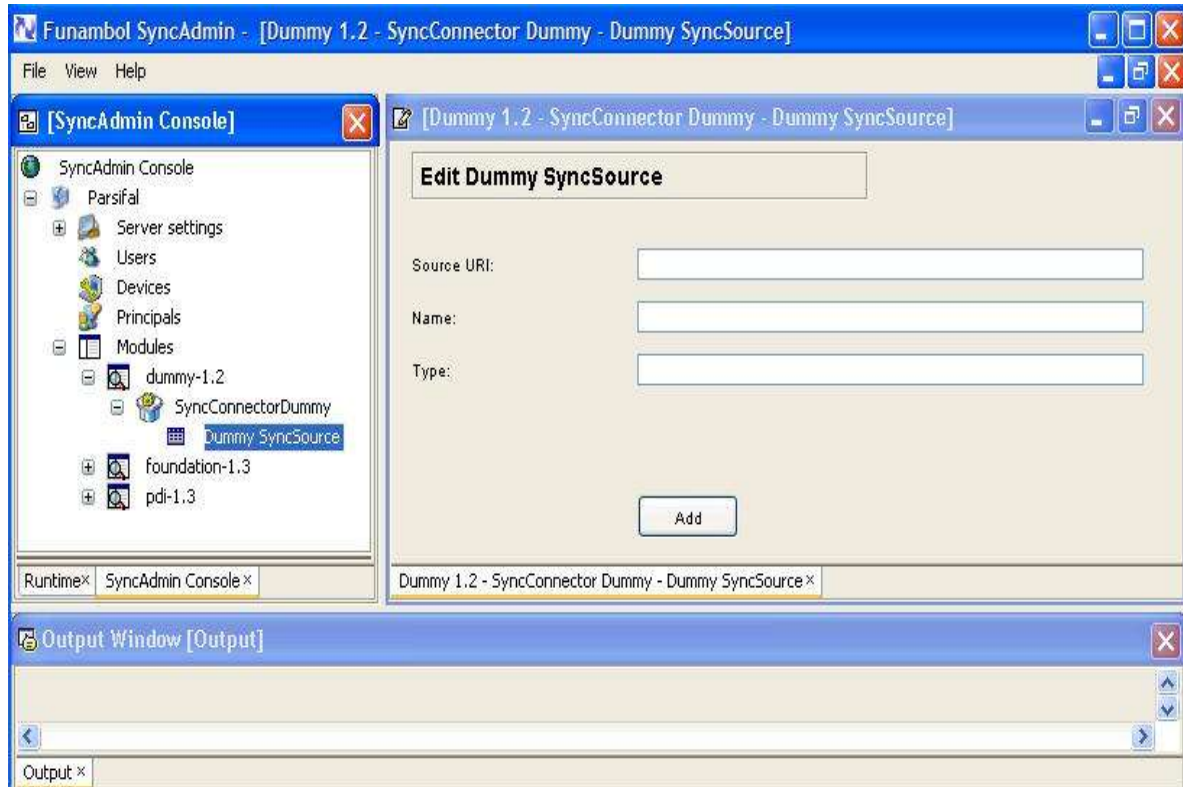 Funambol SyncAdmin - [Dummy 1.2 - SyncConnector Dummy - Dummy SyncSource]
File View Help
[SyncAdmin Console]
SyncAdmin Console
Parsifal
Server settings
Users
Devices
Principals
Modules
dummy-1.2
SyncConnectorDummy
Dummy SyncSource
foundation-1.3
pdi-1.3
Runtime× SyncAdmin Console ×
[Dummy 1.2 - SyncConnector Dummy - Dummy SyncSource]
Edit Dummy SyncSource
Source URI:
Name:
Type:
Add
Dummy 1.2 - SyncConnector Dummy - Dummy SyncSource ×
Output Window [Output]
Output ×